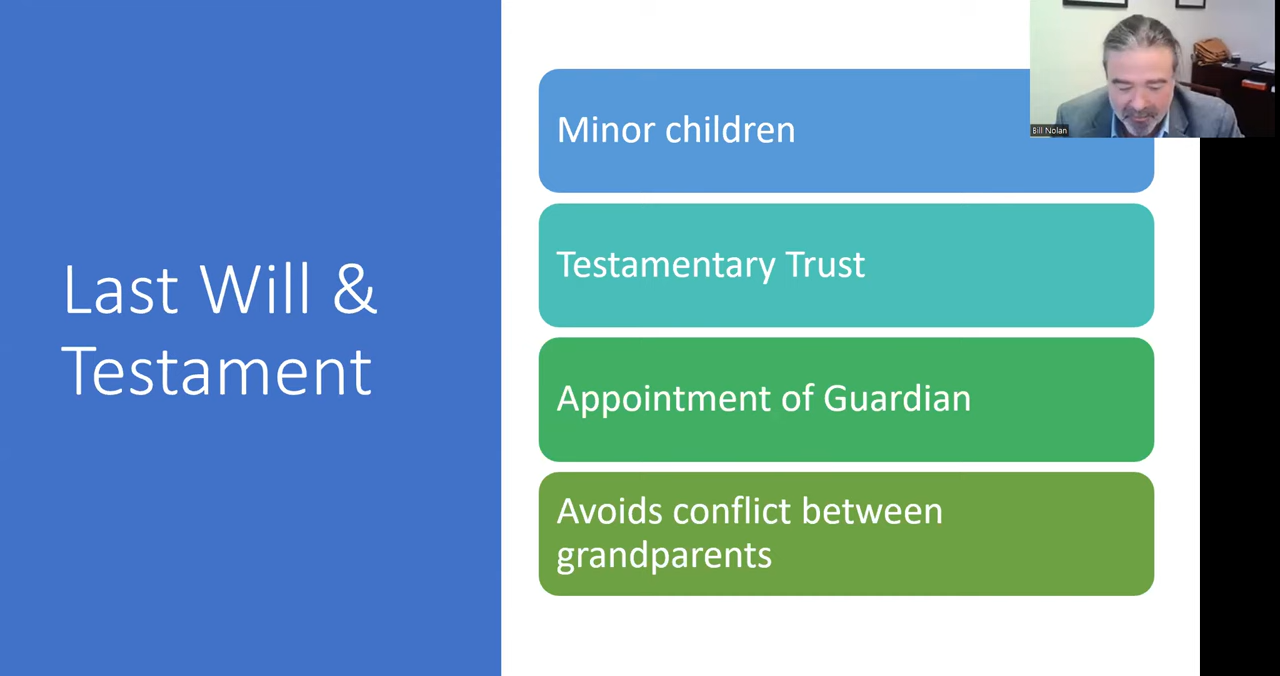 Last Will &
Testament
Minor children
Testamentary Trust
Appointment of Guardian
Avoids conflict between
grandparents
Bill Nolan